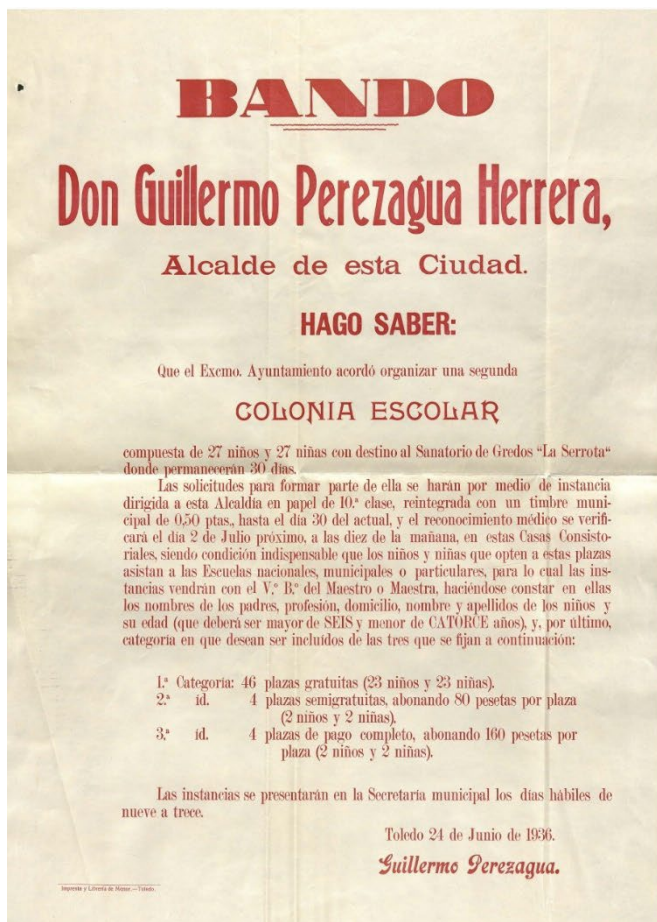 BANDO
Don Guillermo Perezagua Herrera,
Alcalde de esta Ciudad.
HAGO SABER:
Que el Excmo. Ayuntamiento acordó organizar una segunda
COLONIA ESCOLAR
compuesta de 27 niños y 27 niñas con destino al Sanatorio de Gredos "La Serrota"
donde permanecerán 30 días.
Las solicitudes para formar parte de ella se harán por medio de instancia
dirigida a esta Alcaldía en papel de 10.ª clase, reintegrada con un timbre muni-
cipal de 0,50 ptas., hasta el día 30 del actual, y el reconocimiento médico se verifi-
cará el día 2 de Julio próximo, a las diez de la mañana, en estas Casas Consisto-
riales, siendo condición indispensable que los niños y niñas que opten a estas plazas
asistan a las Escuelas nacionales, municipales o particulares, para lo cual las ins-
tancias vendrán con el V.º B.º del Maestro o Maestra, haciéndose constar en ellas
los nombres de los padres, profesión, domicilio, nombre y apellidos de los niños y
su edad (que deberá ser mayor de SEIS y menor de CATORCE años), y, por último,
categoría en que desean ser incluídos de las tres que se fijan a continuación:
1.ª Categoría: 46 plazas gratuitas (23 niños y 23 niñas).
2.ª íd. 4 plazas semigratuitas, abonando 80 pesetas por plaza
(2 niños y 2 niñas).
3.ª íd. 4 plazas de pago completo, abonando 160 pesetas por
plaza (2 niños y 2 niñas).
Las instancias se presentarán en la Secretaría municipal los días hábiles de
nueve a trece.
Toledo 24 de Junio de 1936.
Guillermo Perezagua.
Imprenta y Librería de Menor.—Toledo.